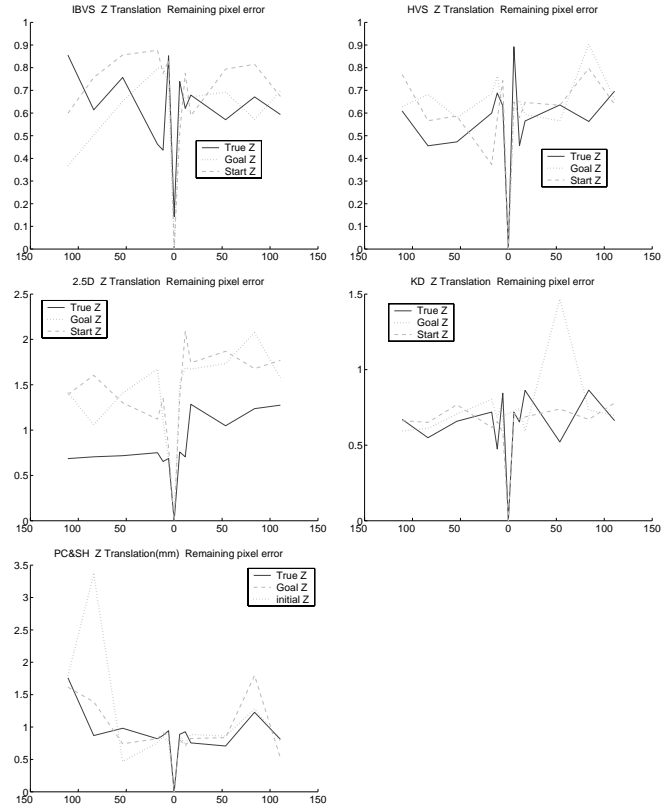 IBVS Z Translation Remaining pixel error
1
0.9
0.8
0.7
0.6
0.5
0.4
0.3
0.2
0.1
0
150 100 50 0 50 100 150
True Z
Goal Z
Start Z
HVS Z Translation Remaining pixel error
1
0.9
0.8
0.7
0.6
0.5
0.4
0.3
0.2
0.1
0
150 100 50 0 50 100 150
True Z
Goal Z
Start Z
2.5D Z Translation Remaining pixel error
2.5
2
1.5
1
0.5
0
150 100 50 0 50 100 150
True Z
Goal Z
Start Z
KD Z Translation Remaining pixel error
1.5
1
0.5
0
150 100 50 0 50 100 150
True Z
Goal Z
Start Z
PC&SH Z Translation(mm) Remaining pixel error
3.5
3
2.5
2
1.5
1
0.5
0
150 100 50 0 50 100 150
True Z
Goal Z
initial Z